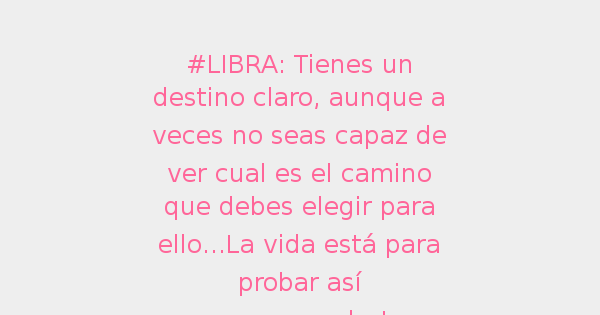 #LIBRA: Tienes un
destino claro, aunque a
veces no seas capaz de
ver cual es el camino
que debes elegir para
ello...La vida está para
probar así